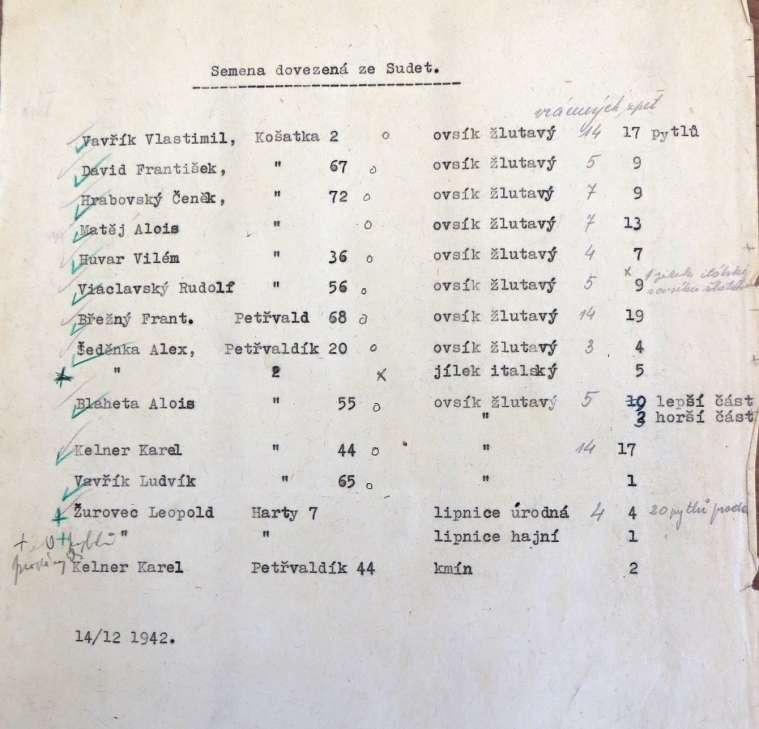 Semena dovezená ze Sudet.
vrácených zpět
Vavřík Vlastimil, Košatka 2 o ovsík žlutavý 14 17 pytlů
David František, " 67 o ovsík žlutavý 5 9
Hrabovský Čeněk, " 72 o ovsík žlutavý 7 9
Matěj Alois " o ovsík žlutavý 7 13
Huvar Vilém " 36 o ovsík žlutavý 4 7
Viaclavský Rudolf " 56 o ovsík žlutavý 5 x 9
Břežný Frant. Petřvald 68 o ovsík žlutavý 14 19
Šeděnka Alex, Petřvaldík 20 o ovsík žlutavý 3 4
x " 2 x jílek italský 5
Blaheta Alois " 55 o ovsík žlutavý 5 10 lepší část
" 3 horší část
Kelner Karel " 44 o " 14 17
Vavřík Ludvík " 65 o " 1
+ Žurovec Leopold Harty 7 lipnice úrodná 4 4 20 pytlů
+ + " " lipnice hajní 1
Kelner Karel Petřvaldík 44 kmín 2
14/12 1942.